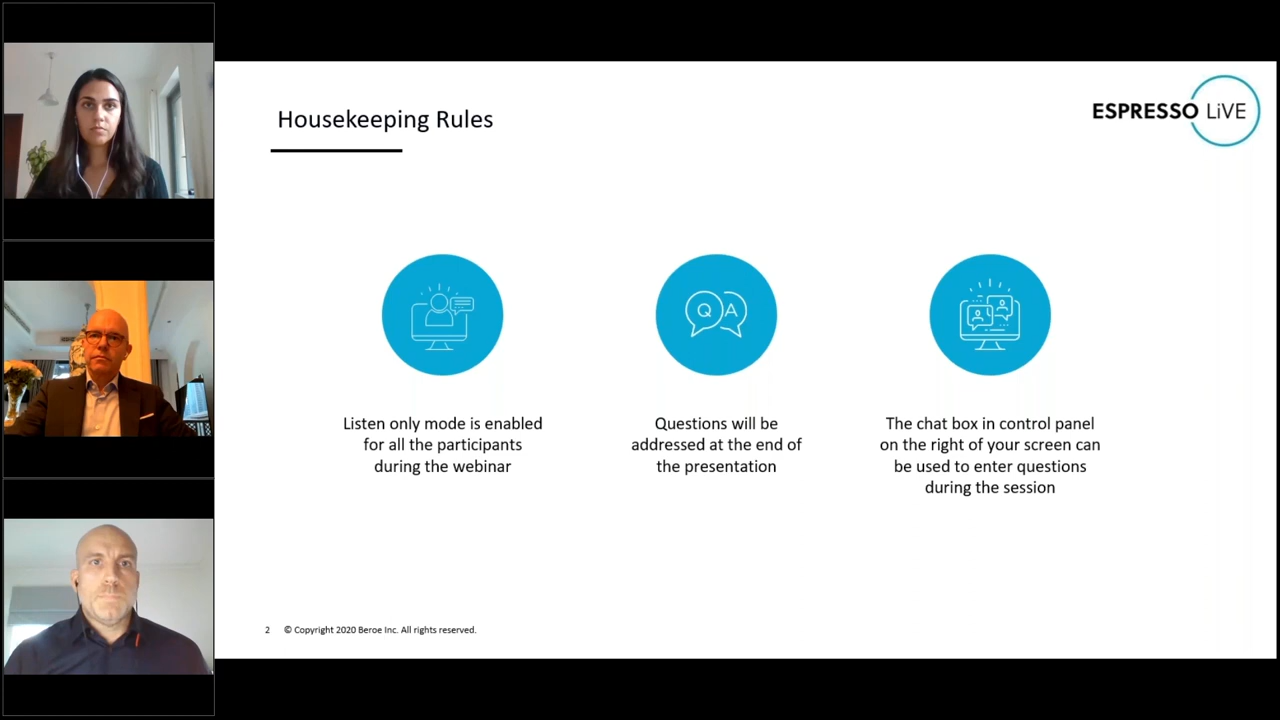 Housekeeping Rules
ESPRESSO LiVE
Q A
Listen only mode is enabled
for all the participants
during the webinar
Questions will be
addressed at the end of
the presentation
The chat box in control panel
on the right of your screen can
be used to enter questions
during the session
2 © Copyright 2020 Beroe Inc. All rights reserved.